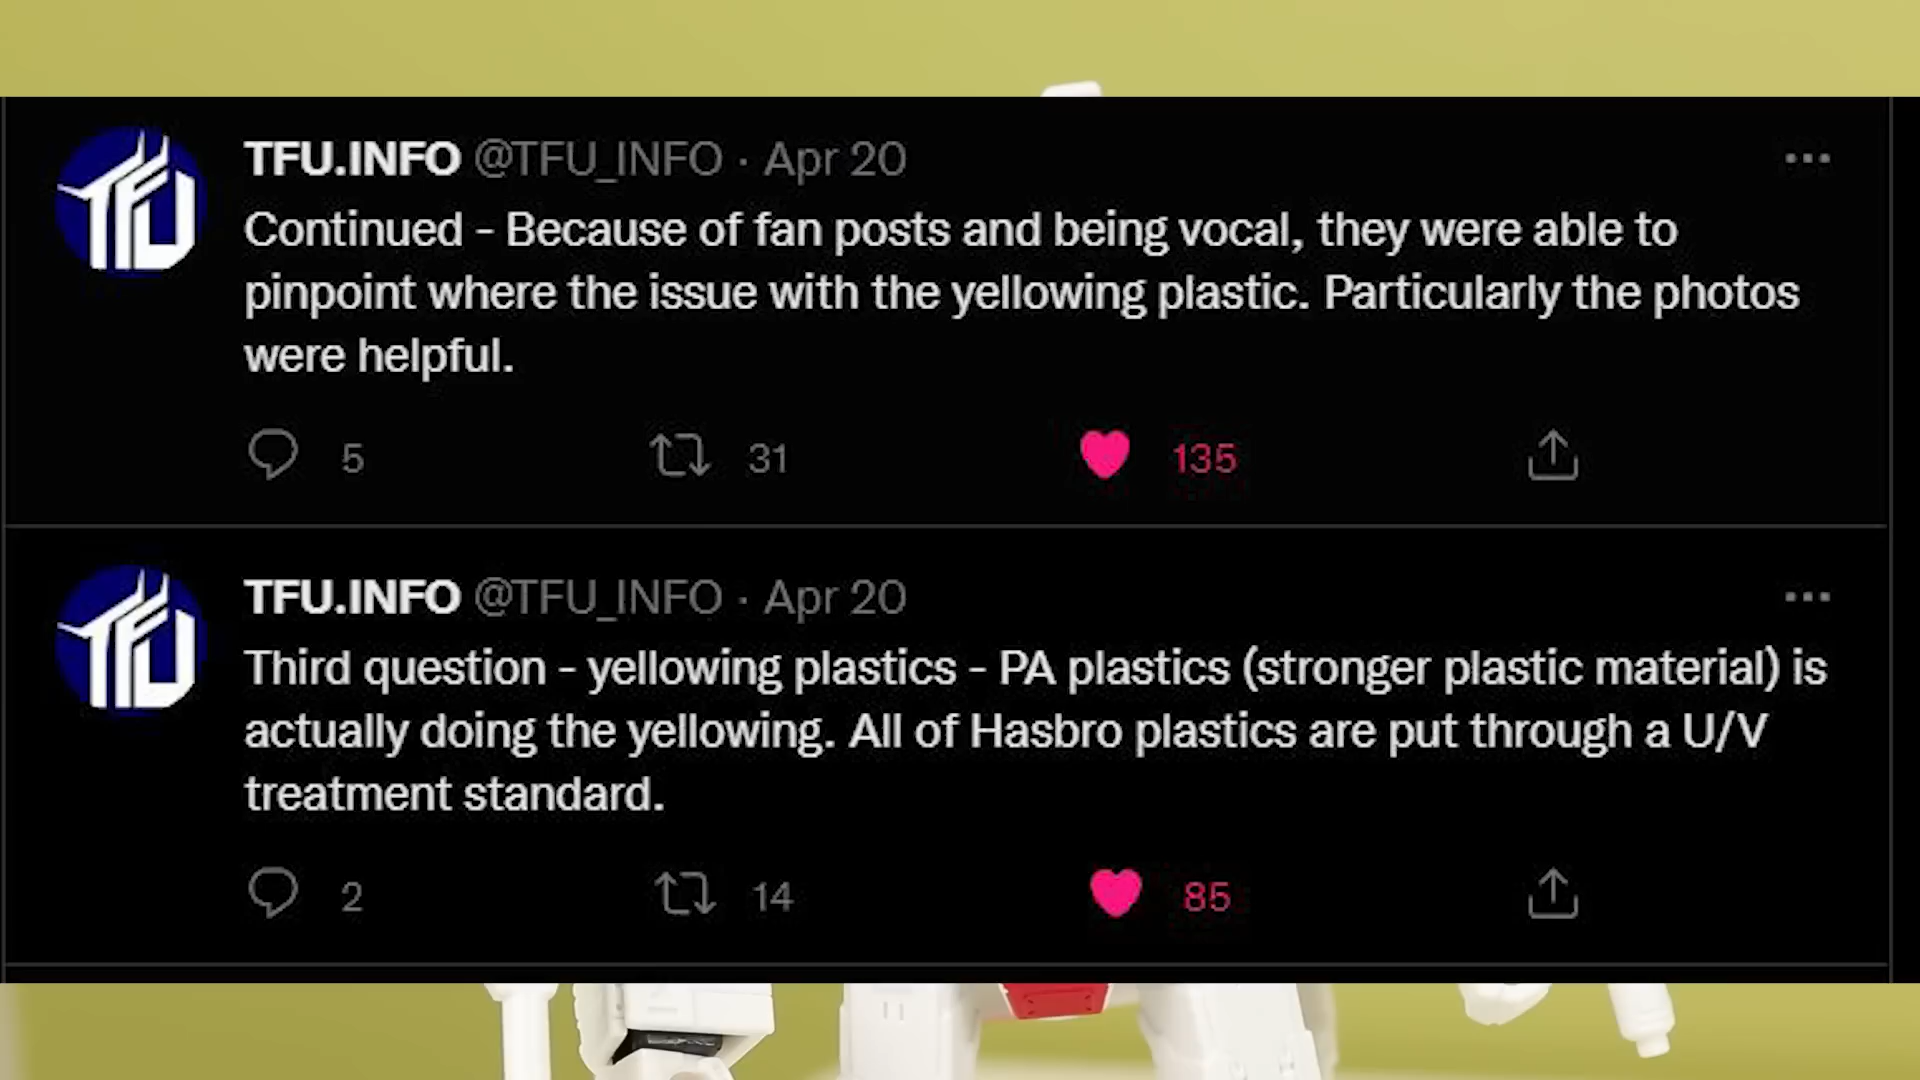 TFU.INFO @TFU_INFO · Apr 20
Continued - Because of fan posts and being vocal, they were able to
pinpoint where the issue with the yellowing plastic. Particularly the photos
were helpful.
5 31 135
TFU.INFO @TFU_INFO · Apr 20
Third question - yellowing plastics - PA plastics (stronger plastic material) is
actually doing the yellowing. All of Hasbro plastics are put through a U/V
treatment standard.
2 14 85